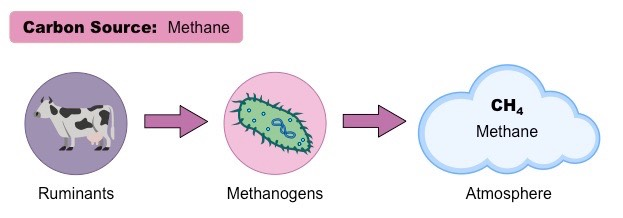 Carbon Source: Methane
CH₄
Methane
Ruminants
Methanogens
Atmosphere